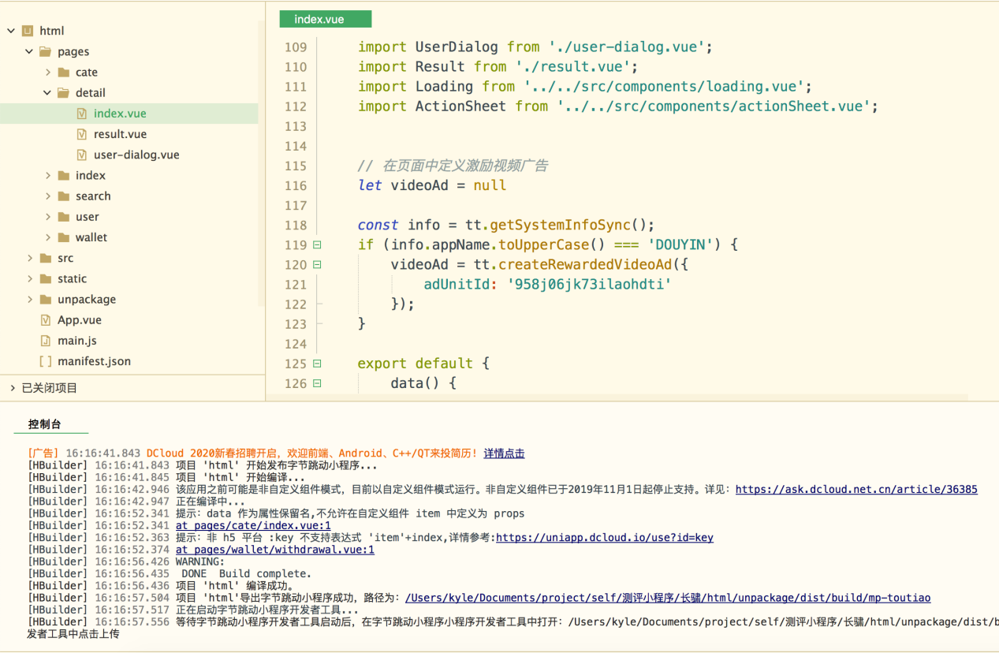 html
pages
cate
detail
index.vue
result.vue
user-dialog.vue
index
search
user
wallet
src
static
unpackage
App.vue
main.js
manifest.json
已关闭项目
index.vue
109 import UserDialog from './user-dialog.vue';
110 import Result from './result.vue';
111 import Loading from '../../src/components/loading.vue';
112 import ActionSheet from '../../src/components/actionSheet.vue';
113
114
115 // 在页面中定义激励视频广告
116 let videoAd = null
117
118 const info = tt.getSystemInfoSync();
119 if (info.appName.toUpperCase() === 'DOUYIN') {
120 videoAd = tt.createRewardedVideoAd({
121 adUnitId: '958j06jk73ilaohdti'
122 });
123 }
124
125 export default {
126 data() {
控制台
[广告] 16:16:41.843 DCloud 2020新春招聘开启，欢迎前端、Android、C++/QT来投简历! 详情点击
[HBuilder] 16:16:41.843 项目 'html' 开始发布字节跳动小程序...
[HBuilder] 16:16:41.845 项目 'html' 开始编译...
[HBuilder] 16:16:42.946 该应用之前可能是非自定义组件模式，目前以自定义组件模式运行。非自定义组件已于2019年11月1日起停止支持。详见：https://ask.dcloud.net.cn/article/36385
[HBuilder] 16:16:42.947 正在编译中...
[HBuilder] 16:16:52.341 提示：data 作为属性保留名,不允许在自定义组件 item 中定义为 props
[HBuilder] 16:16:52.341 at pages/cate/index.vue:1
[HBuilder] 16:16:52.363 提示：非 h5 平台 :key 不支持表达式 'item'+index,详情参考:https://uniapp.dcloud.io/use?id=key
[HBuilder] 16:16:52.374 at pages/wallet/withdrawal.vue:1
[HBuilder] 16:16:56.426 WARNING:
[HBuilder] 16:16:56.435 DONE Build complete.
[HBuilder] 16:16:56.436 项目 'html' 编译成功。
[HBuilder] 16:16:57.504 项目 'html'导出字节跳动小程序成功，路径为：/Users/kyle/Documents/project/self/测评小程序/长骕/html/unpackage/dist/build/mp-toutiao
[HBuilder] 16:16:57.517 正在启动字节跳动小程序开发者工具...
[HBuilder] 16:16:57.556 等待字节跳动小程序开发者工具启动后，在字节跳动小程序小程序开发者工具中打开：/Users/kyle/Documents/project/self/测评小程序/长骕/html/unpackage/dist/b
发者工具中点击上传